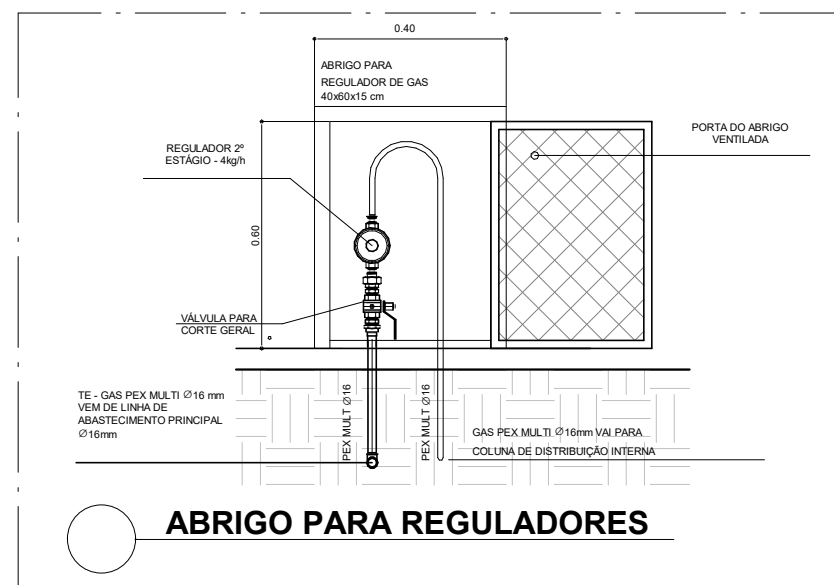 0.40
ABRIGO PARA
REGULADOR DE GAS
40x60x15 cm
REGULADOR 2º
ESTÁGIO - 4kg/h
PORTA DO ABRIGO
VENTILADA
0.60
VÁLVULA PARA
CORTE GERAL
TE - GAS PEX MULTI ∅16 mm
VEM DE LINHA DE
ABASTECIMENTO PRINCIPAL
∅16mm
PEX MULT ∅16
PEX MULT ∅16
GAS PEX MULTI ∅16mm VAI PARA
COLUNA DE DISTRIBUIÇÃO INTERNA
ABRIGO PARA REGULADORES